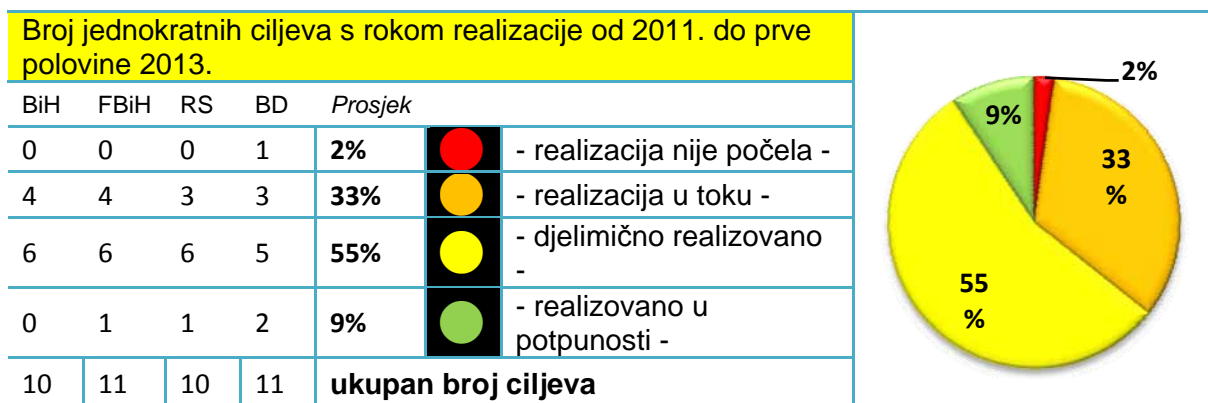 Broj jednokratnih ciljeva s rokom realizacije od 2011. do prve
polovine 2013.
BiH FBiH RS BD Prosjek
0 0 0 1 2% - realizacija nije počela -
4 4 3 3 33% - realizacija u toku -
6 6 6 5 55% - djelimično realizovano
-
0 1 1 2 9% - realizovano u
potpunosti -
10 11 10 11 ukupan broj ciljeva
2%
9%
33
%
55
%